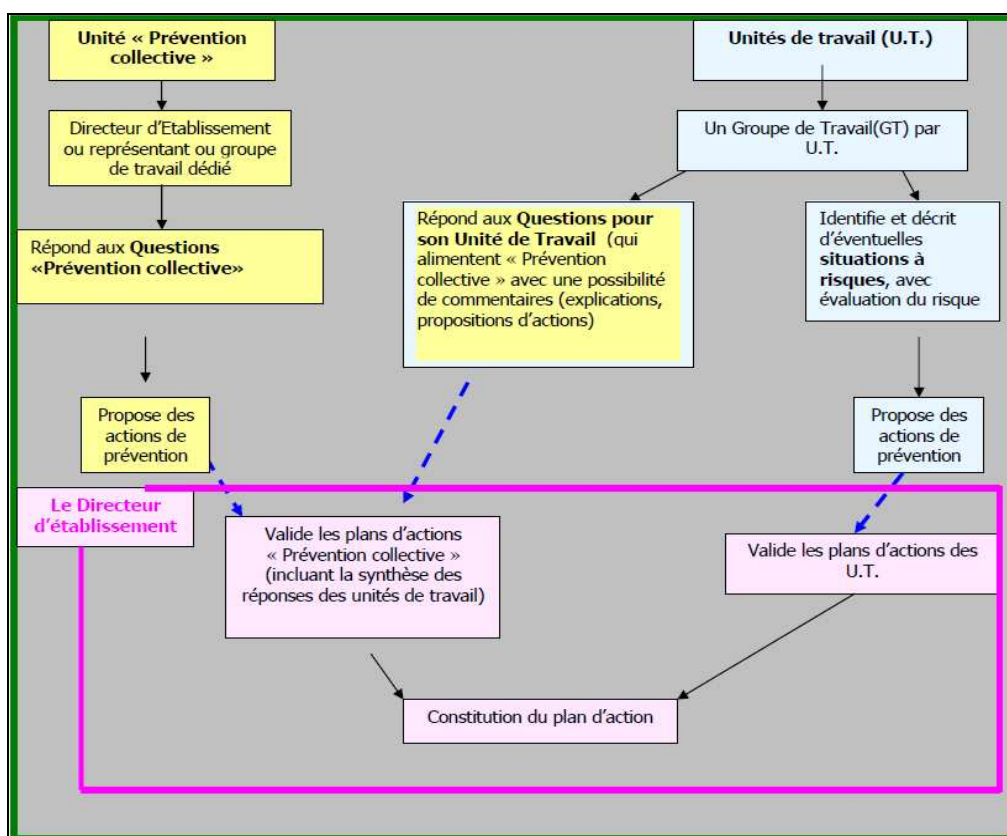 Unité « Prévention
collective »
Unités de travail (U.T.)
Directeur d'Etablissement
ou représentant ou groupe
de travail dédié
Un Groupe de Travail(GT) par
U.T.
Répond aux Questions
«Prévention collective»
Répond aux Questions pour
son Unité de Travail (qui
alimentent « Prévention
collective » avec une possibilité
de commentaires (explications,
propositions d'actions)
Identifie et décrit
d'éventuelles
situations à
risques, avec
évaluation du risque
Propose des
actions de
prévention
Propose des
actions de
prévention
Le Directeur
d'établissement
Valide les plans d'actions
« Prévention collective »
(incluant la synthèse des
réponses des unités de travail)
Valide les plans d'actions des
U.T.
Constitution du plan d'action